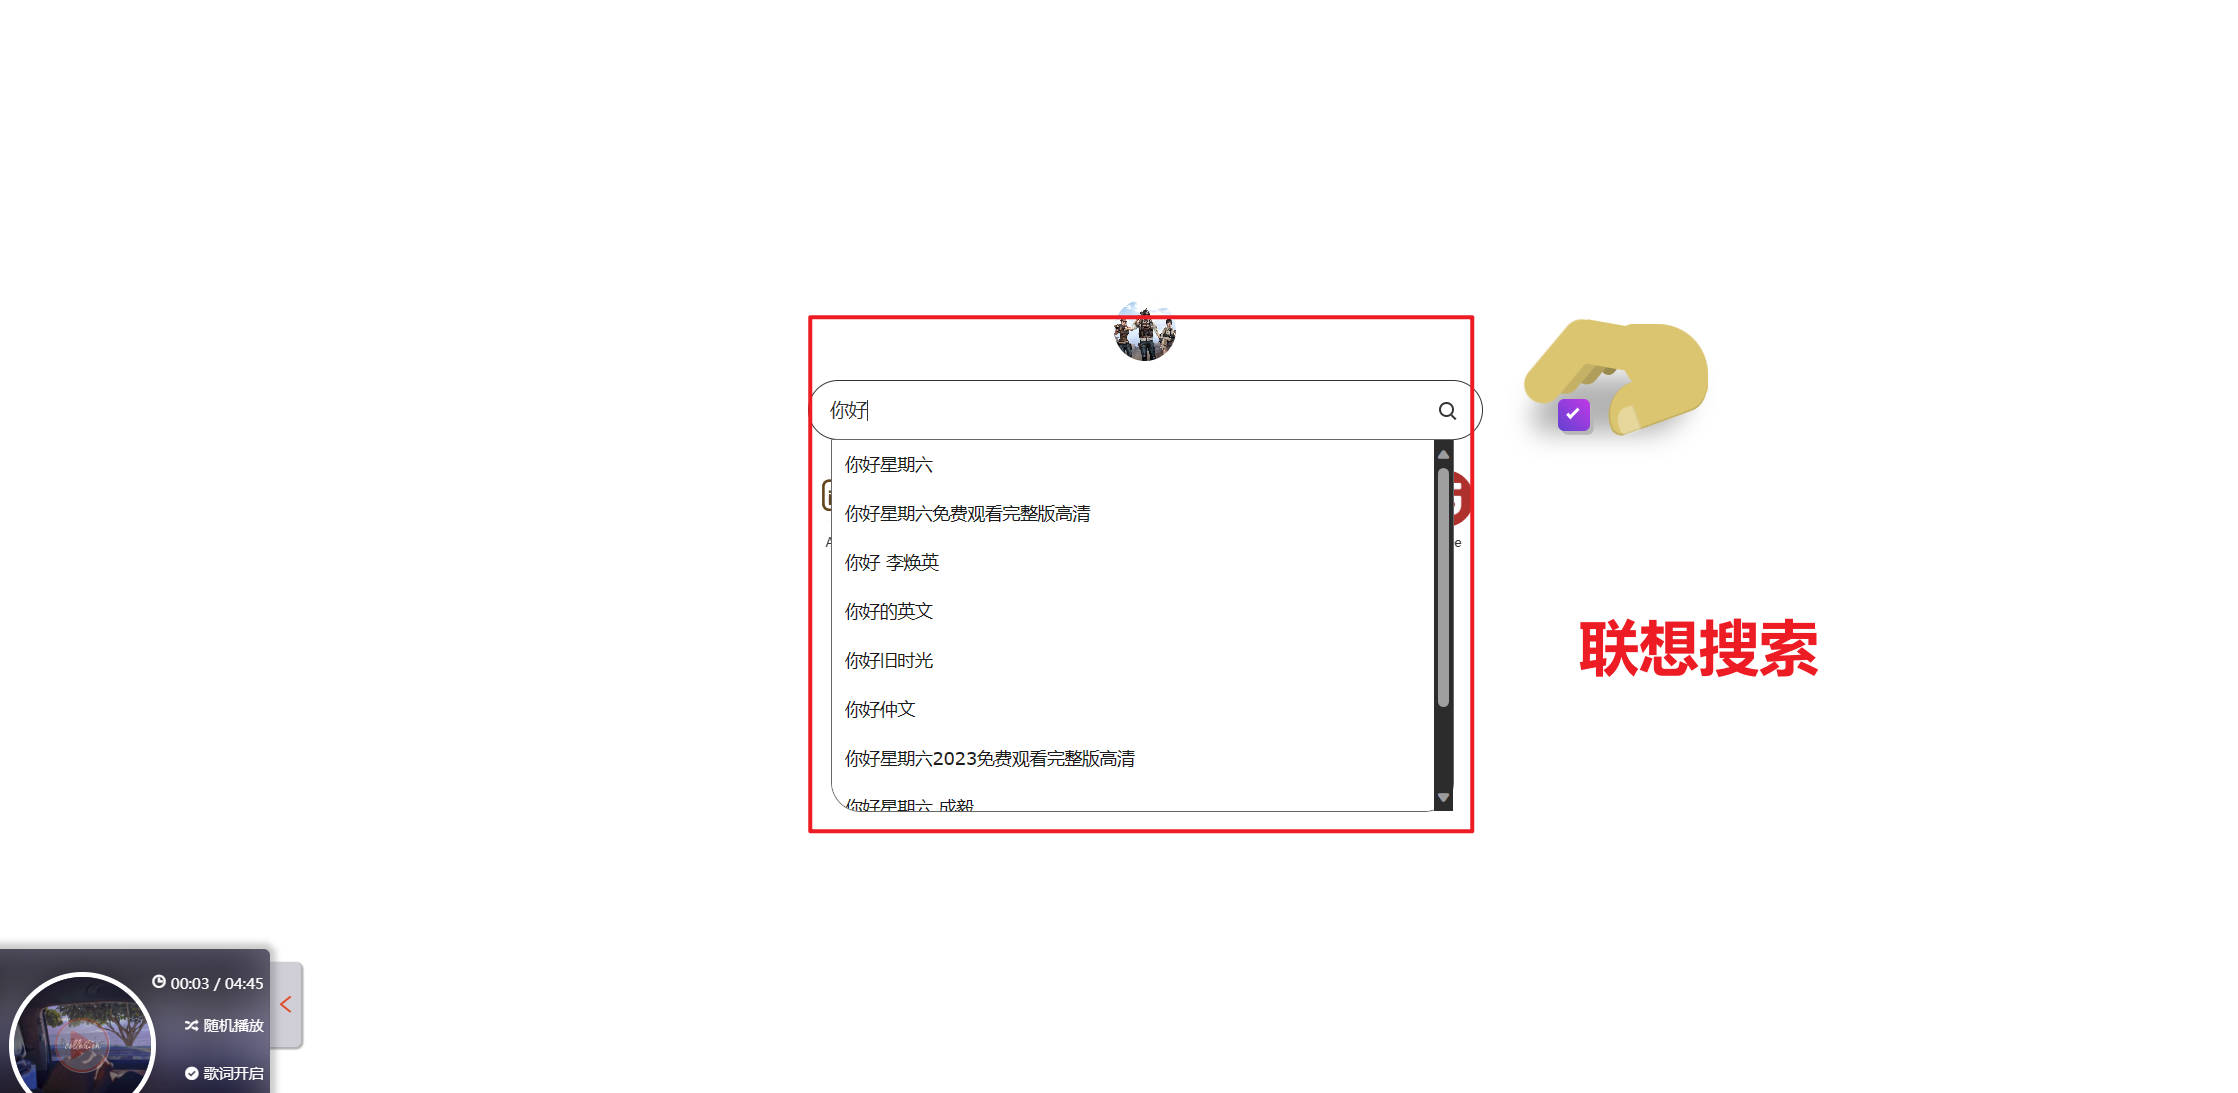 你好
你好星期六
你好星期六免费观看完整版高清
你好 李焕英
你好的英文
你好旧时光
你好仲文
你好星期六2023免费观看完整版高清
你好星期六 成毅
联想搜索
00:03 / 04:45
随机播放
歌词开启